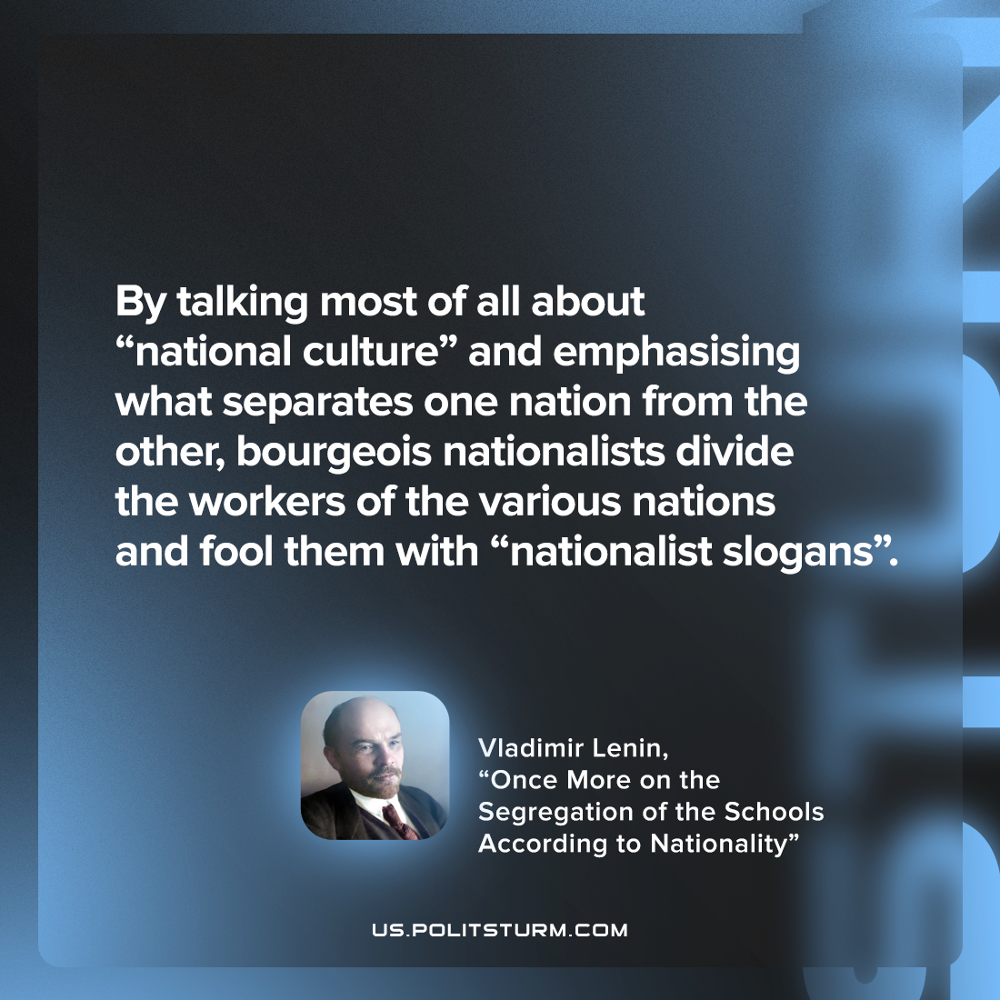 By talking most of all about
“national culture” and emphasising
what separates one nation from the
other, bourgeois nationalists divide
the workers of the various nations
and fool them with “nationalist slogans”.
Vladimir Lenin,
“Once More on the
Segregation of the Schools
According to Nationality”
US.POLITSTURM.COM